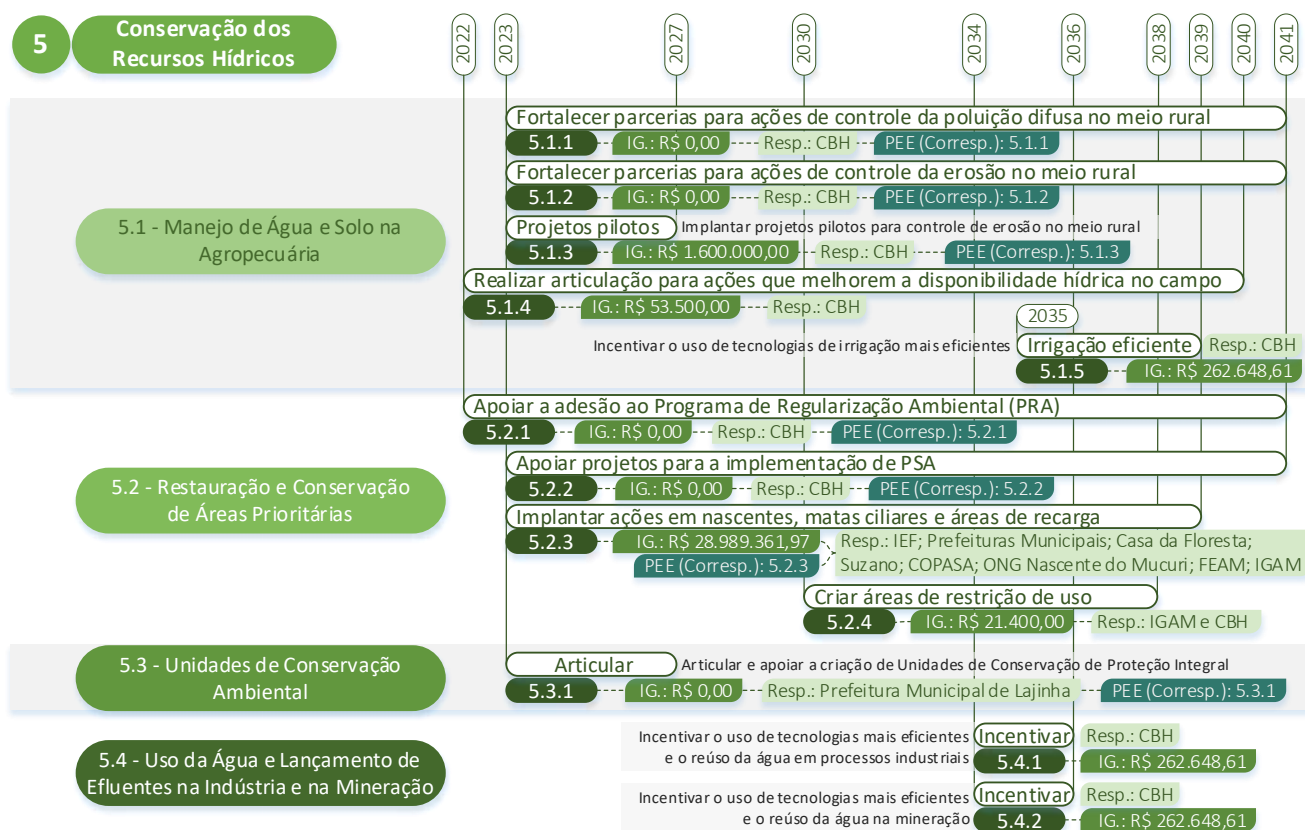 5
Conservação dos
Recursos Hídricos
2022
2023
2027
2030
2034
2036
2038
2039
2040
2041
5.1 - Manejo de Água e Solo na
Agropecuária
Fortalecer parcerias para ações de controle da poluição difusa no meio rural
5.1.1 IG.: R$ 0,00 Resp.: CBH PEE (Corresp.): 5.1.1
Fortalecer parcerias para ações de controle da erosão no meio rural
5.1.2 IG.: R$ 0,00 Resp.: CBH PEE (Corresp.): 5.1.2
Projetos pilotos Implantar projetos pilotos para controle de erosão no meio rural
5.1.3 IG.: R$ 1.600.000,00 Resp.: CBH PEE (Corresp.): 5.1.3
Realizar articulação para ações que melhorem a disponibilidade hídrica no campo
5.1.4 IG.: R$ 53.500,00 Resp.: CBH
2035
Incentivar o uso de tecnologias de irrigação mais eficientes Irrigação eficiente Resp.: CBH
5.1.5 IG.: R$ 262.648,61
5.2 - Restauração e Conservação
de Áreas Prioritárias
Apoiar a adesão ao Programa de Regularização Ambiental (PRA)
5.2.1 IG.: R$ 0,00 Resp.: CBH PEE (Corresp.): 5.2.1
Apoiar projetos para a implementação de PSA
5.2.2 IG.: R$ 0,00 Resp.: CBH PEE (Corresp.): 5.2.2
Implantar ações em nascentes, matas ciliares e áreas de recarga
5.2.3 IG.: R$ 28.989.361,97 Resp.: IEF; Prefeituras Municipais; Casa da Floresta;
PEE (Corresp.): 5.2.3 Suzano; COPASA; ONG Nascente do Mucuri; FEAM; IGAM
Criar áreas de restrição de uso
5.2.4 IG.: R$ 21.400,00 Resp.: IGAM e CBH
5.3 - Unidades de Conservação
Ambiental
Articular Articular e apoiar a criação de Unidades de Conservação de Proteção Integral
5.3.1 IG.: R$ 0,00 Resp.: Prefeitura Municipal de Lajinha PEE (Corresp.): 5.3.1
5.4 - Uso da Água e Lançamento de
Efluentes na Indústria e na Mineração
Incentivar o uso de tecnologias mais eficientes Incentivar Resp.: CBH
e o reúso da água em processos industriais 5.4.1 IG.: R$ 262.648,61
Incentivar o uso de tecnologias mais eficientes Incentivar Resp.: CBH
e o reúso da água na mineração 5.4.2 IG.: R$ 262.648,61